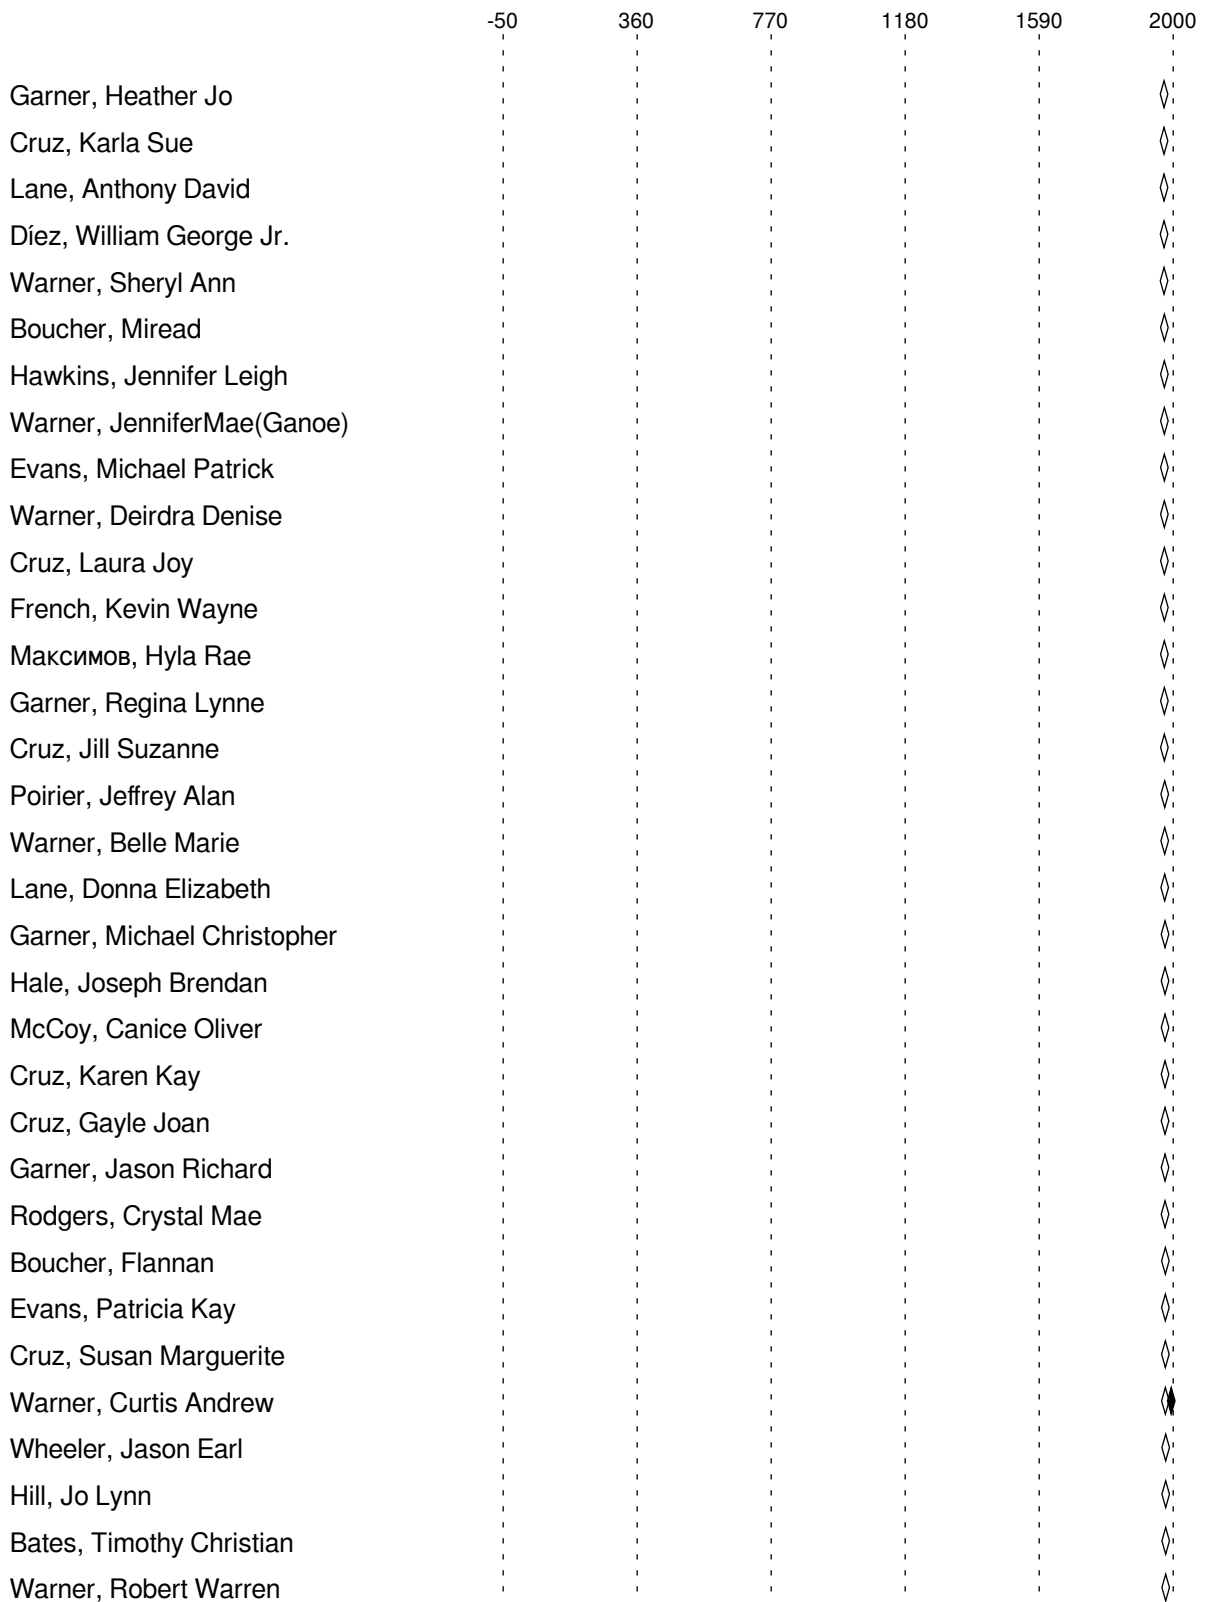 -50 360 770 1180 1590 2000
Garner, Heather Jo
Cruz, Karla Sue
Lane, Anthony David
Díez, William George Jr.
Warner, Sheryl Ann
Boucher, Miread
Hawkins, Jennifer Leigh
Warner, JenniferMae(Ganoe)
Evans, Michael Patrick
Warner, Deirdra Denise
Cruz, Laura Joy
French, Kevin Wayne
Максимов, Hyla Rae
Garner, Regina Lynne
Cruz, Jill Suzanne
Poirier, Jeffrey Alan
Warner, Belle Marie
Lane, Donna Elizabeth
Garner, Michael Christopher
Hale, Joseph Brendan
McCoy, Canice Oliver
Cruz, Karen Kay
Cruz, Gayle Joan
Garner, Jason Richard
Rodgers, Crystal Mae
Boucher, Flannan
Evans, Patricia Kay
Cruz, Susan Marguerite
Warner, Curtis Andrew
Wheeler, Jason Earl
Hill, Jo Lynn
Bates, Timothy Christian
Warner, Robert Warren